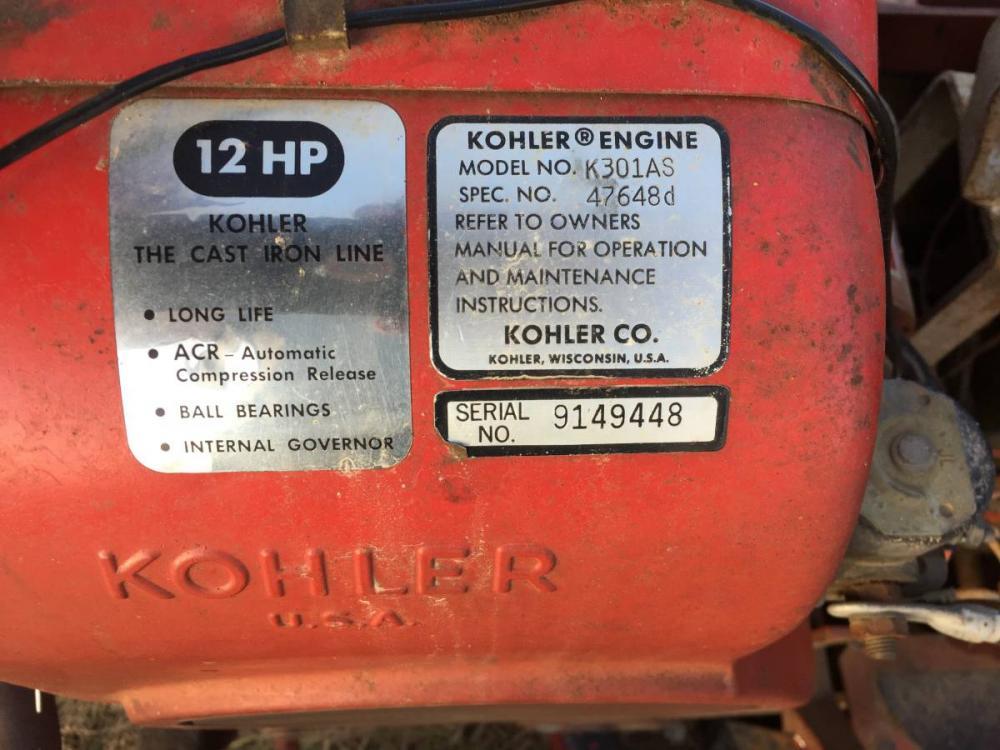 12 HP
KOHLER
THE CAST IRON LINE
• LONG LIFE
• ACR – Automatic
Compression Release
• BALL BEARINGS
• INTERNAL GOVERNOR
KOHLER® ENGINE
MODEL NO. K301AS
SPEC. NO. 47648d
REFER TO OWNERS
MANUAL FOR OPERATION
AND MAINTENANCE
INSTRUCTIONS.
KOHLER CO.
KOHLER, WISCONSIN, U.S.A.
SERIAL NO. 9149448
KOHLER
U.S.A.